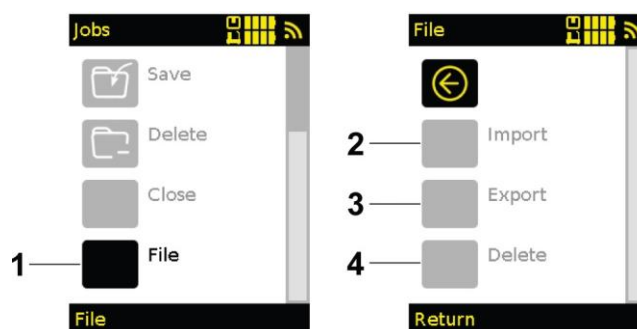 Jobs
Save
Delete
Close
1
File
File
File
2
Import
3
Export
4
Delete
Return